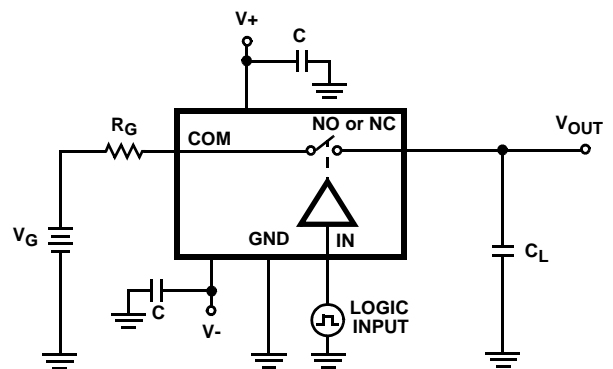 V+
C
RG
COM
NO or NC
VOUT
VG
GND
IN
CL
C
V-
LOGIC
INPUT